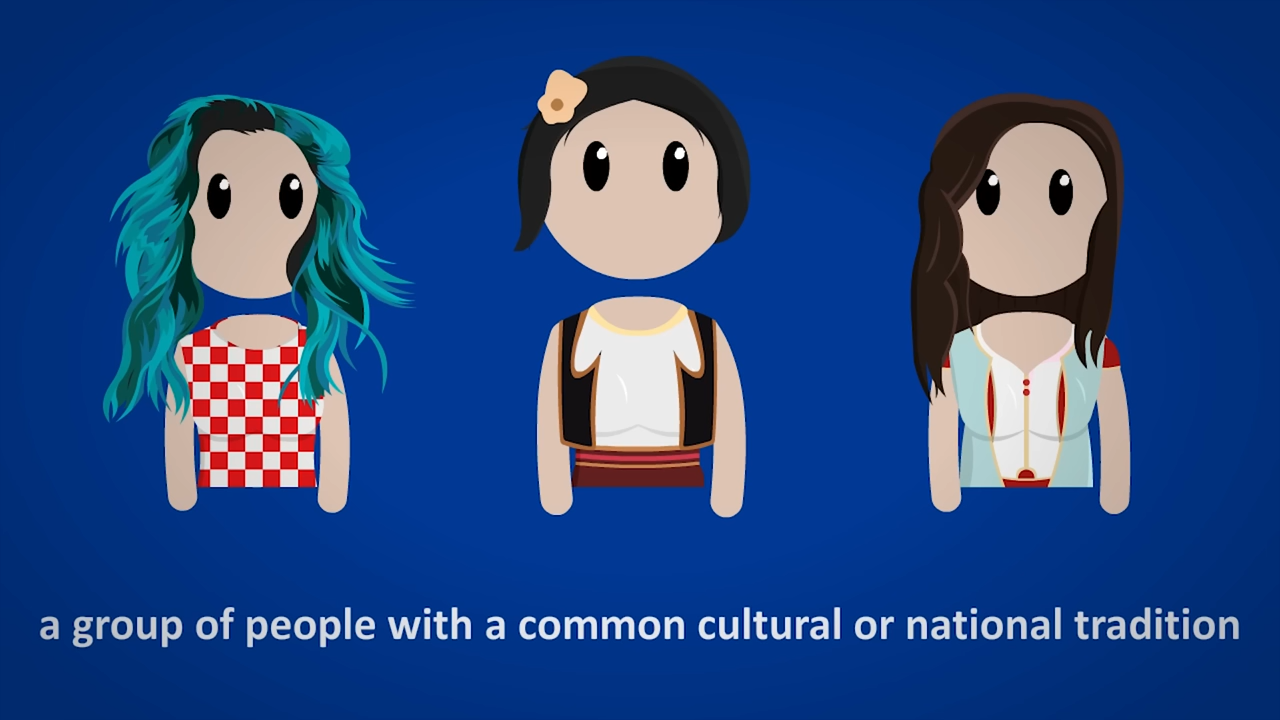 a group of people with a common cultural or national tradition